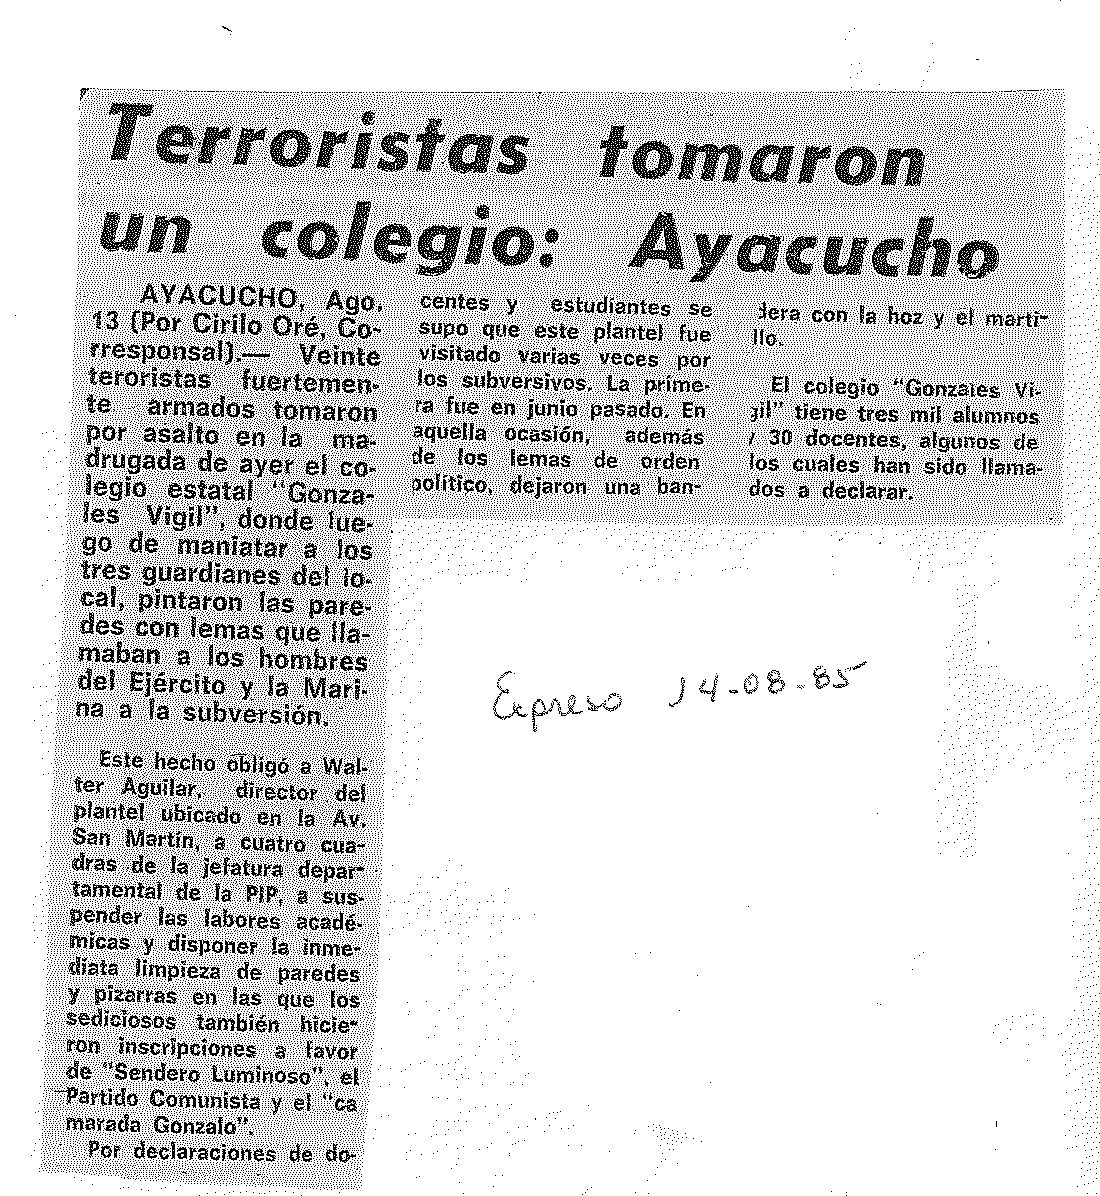 Terroristas tomaron
un colegio: Ayacucho
AYACUCHO, Ago.
13 (Por Cirilo Oré, Co-
rresponsal).— Veinte
teroristas fuertemen-
te armados tomaron
por asalto en la ma-
drugada de ayer el co-
legio estatal "Gonza-
les Vigil", donde lue-
go de maniatar a los
tres guardianes del lo-
cal, pintaron las pare-
des con lemas que lla-
maban a los hombres
del Ejército y la Mari-
na a la subversión.
Este hecho obligó a Wal-
ter Aguilar, director del
plantel ubicado en la Av.
San Martín, a cuatro cua-
dras de la jefatura depar-
tamental de la PIP, a sus-
pender las labores acadé-
micas y disponer la inme-
diata limpieza de paredes
y pizarras en las que los
sediciosos también hicie-
ron inscripciones a favor
de "Sendero Luminoso", el
Partido Comunista y el "ca
marada Gonzalo".
Por declaraciones de do-
centes y estudiantes se
supo que este plantel fue
visitado varias veces por
los subversivos. La prime-
ra fue en junio pasado. En
aquella ocasión, además
de los lemas de orden
político, dejaron una ban-
dera con la hoz y el marti-
llo.
El colegio "Gonzales Vi-
gil" tiene tres mil alumnos
y 30 docentes, algunos de
los cuales han sido llama-
dos a declarar.
Expreso 14-08-85